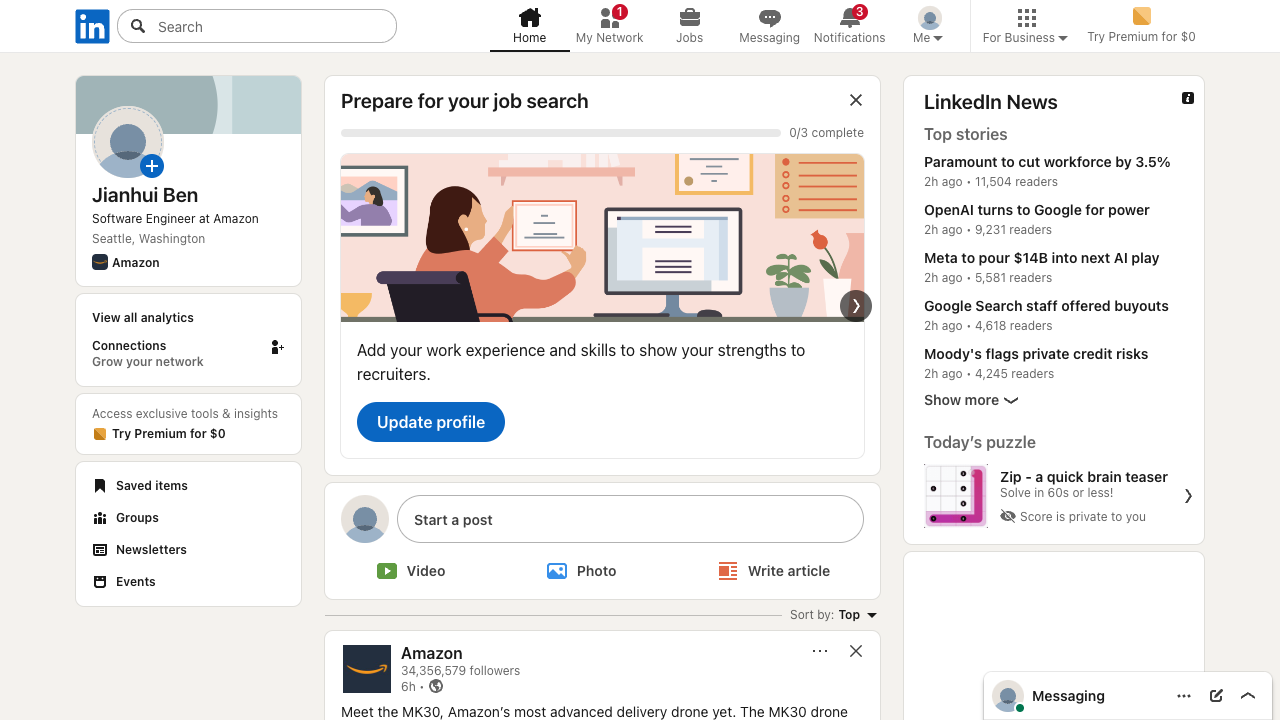 in
Search
Home
1
My Network
Jobs
Messaging
3
Notifications
Me
For Business
Try Premium for $0
Jianhui Ben
Software Engineer at Amazon
Seattle, Washington
Amazon
View all analytics
Connections
Grow your network
Access exclusive tools & insights
Try Premium for $0
Saved items
Groups
Newsletters
Events
Prepare for your job search
0/3 complete
Add your work experience and skills to show your strengths to
recruiters.
Update profile
Start a post
Video
Photo
Write article
Sort by: Top
Amazon
34,356,579 followers
6h •
Meet the MK30, Amazon’s most advanced delivery drone yet. The MK30 drone
LinkedIn News
Top stories
Paramount to cut workforce by 3.5%
2h ago • 11,504 readers
OpenAI turns to Google for power
2h ago • 9,231 readers
Meta to pour $14B into next AI play
2h ago • 5,581 readers
Google Search staff offered buyouts
2h ago • 4,618 readers
Moody's flags private credit risks
2h ago • 4,245 readers
Show more
Today’s puzzle
Zip - a quick brain teaser
Solve in 60s or less!
Score is private to you
Messaging